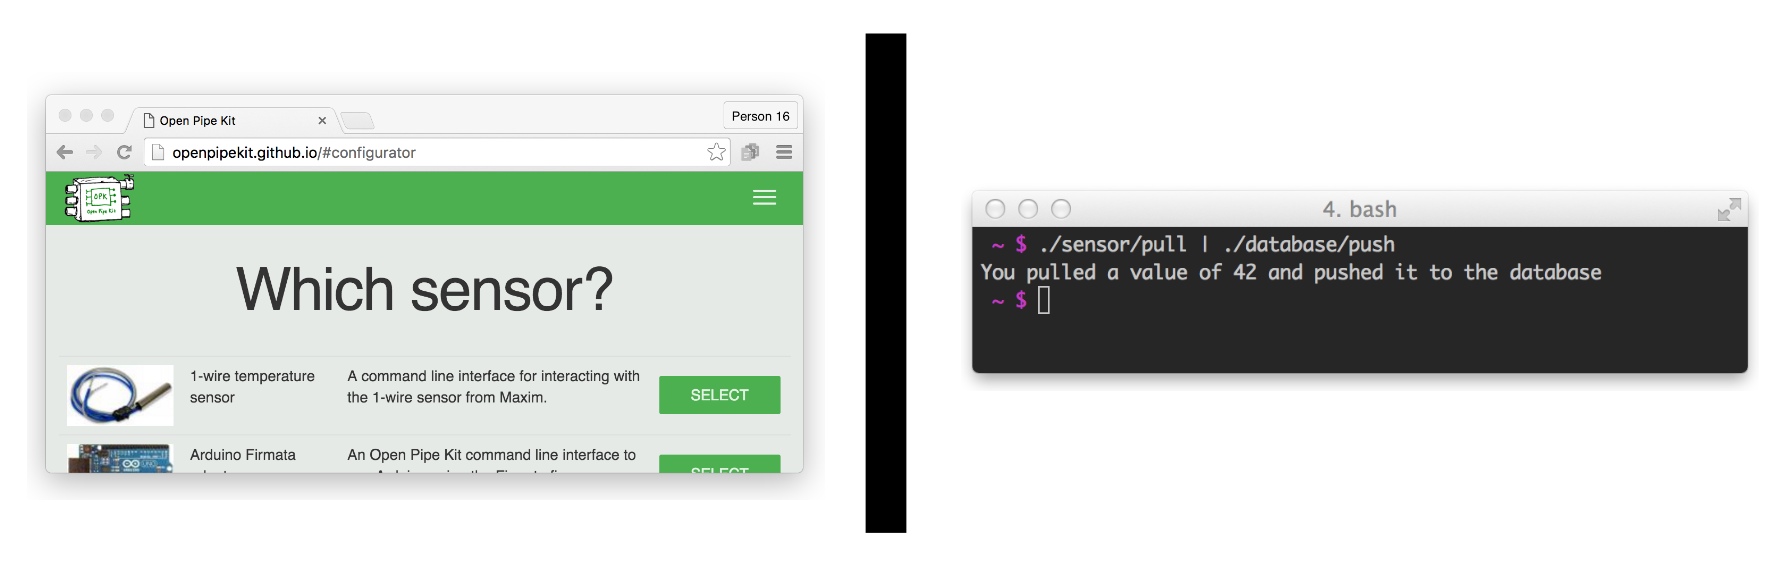 Open Pipe Kit
Person 16
openpipekit.github.io/#configurator
OPK
Open Pipe Kit
Which sensor?
1-wire temperature
sensor
A command line interface for interacting with
the 1-wire sensor from Maxim.
SELECT
Arduino Firmata
An Open Pipe Kit command line interface to
SELECT
4. bash
~ $ ./sensor/pull | ./database/push
You pulled a value of 42 and pushed it to the database
~ $